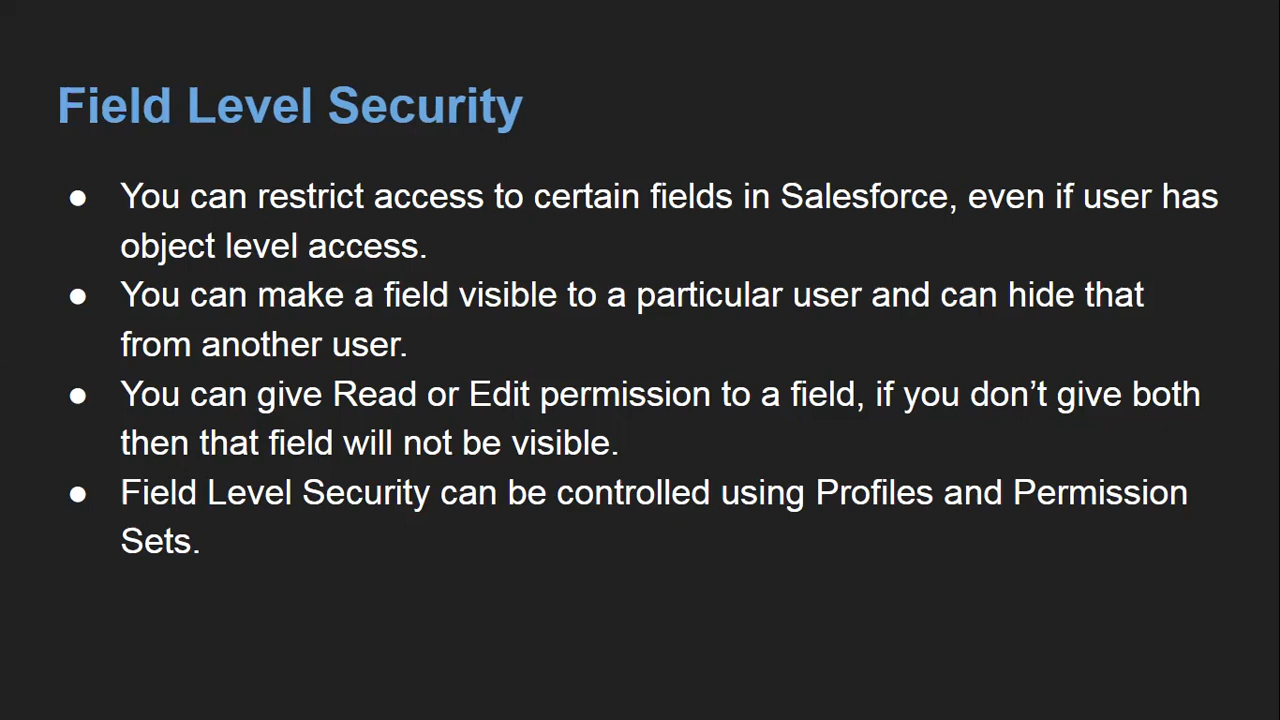 Field Level Security
● You can restrict access to certain fields in Salesforce, even if user has
object level access.
● You can make a field visible to a particular user and can hide that
from another user.
● You can give Read or Edit permission to a field, if you don’t give both
then that field will not be visible.
● Field Level Security can be controlled using Profiles and Permission
Sets.